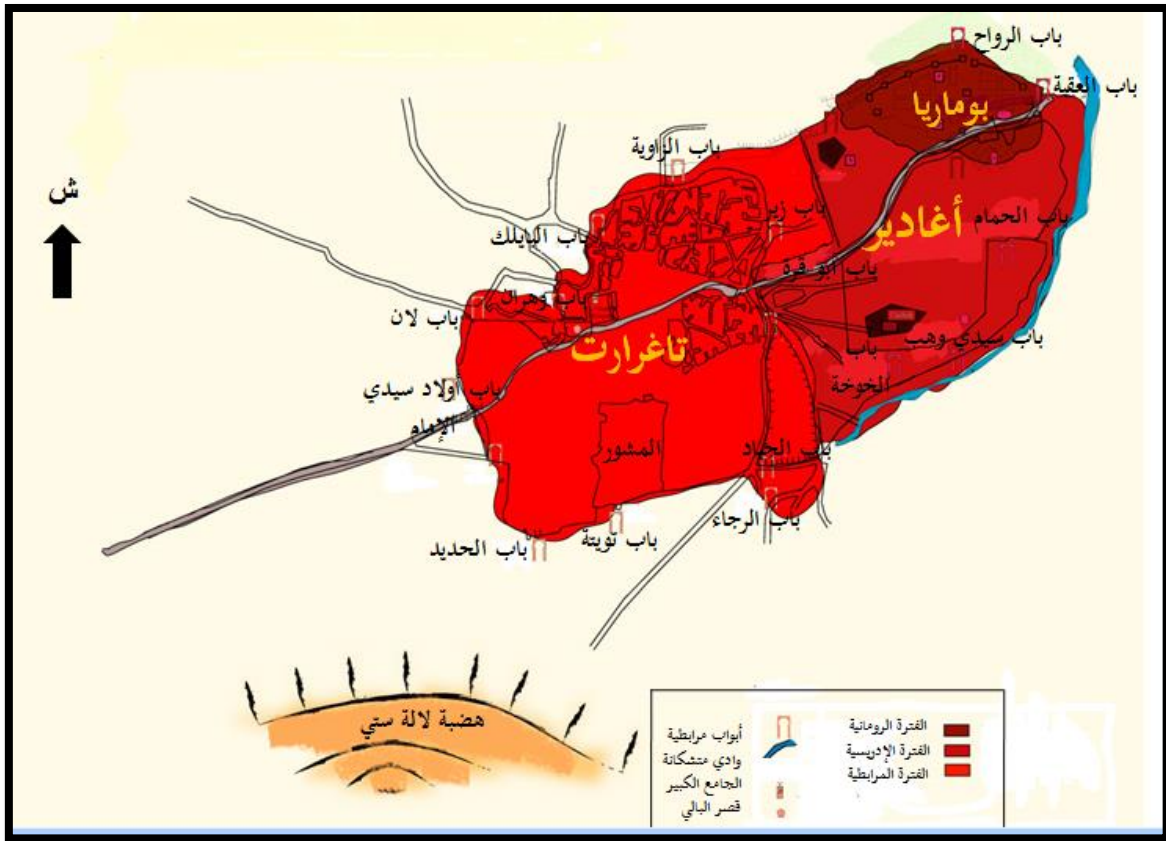 باب الرواح
باب العقبة
بوماريا
باب الزاوية
باب زير
أغادير
باب الحمام
باب البايلك
باب أبو قرة
باب وهران
باب لان
تاغرارت
باب سيدي وهب
باب
الخوخة
باب أولاد سيدي
الإمام
المشور
باب الجياد
باب الرجاء
باب تويتة
باب الحديد
ش
هضبة لالة ستي
الفترة الرومانية
الفترة الإدريسية
الفترة المرابطية
أبواب مرابطية
وادي متشكانة
الجامع الكبير
قصر البالي